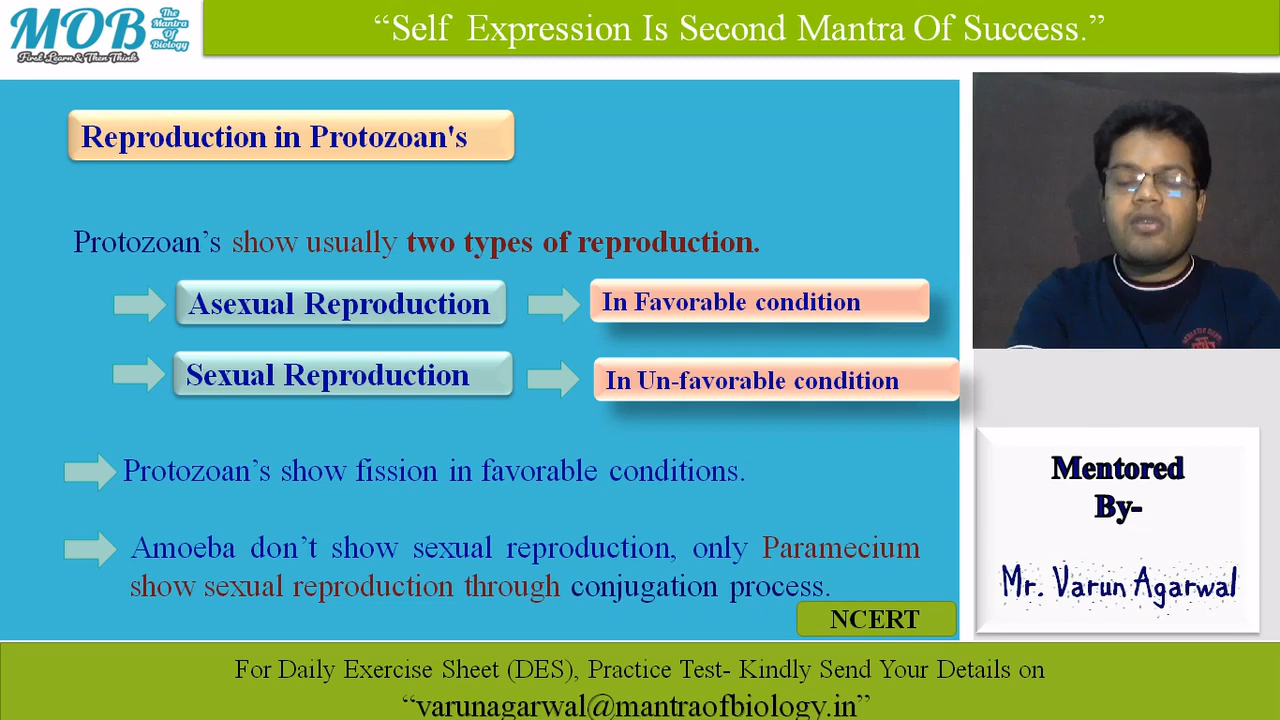 MOB
The
Mantra
Of
Biology
First Learn & Then Think
“Self Expression Is Second Mantra Of Success.”
Reproduction in Protozoan's
Protozoan’s show usually two types of reproduction.
Asexual Reproduction
In Favorable condition
Sexual Reproduction
In Un-favorable condition
Protozoan’s show fission in favorable conditions.
Amoeba don’t show sexual reproduction, only Paramecium
show sexual reproduction through conjugation process.
NCERT
Mentored
By-
Mr. Varun Agarwal
For Daily Exercise Sheet (DES), Practice Test- Kindly Send Your Details on
“varunagarwal@mantraofbiology.in”